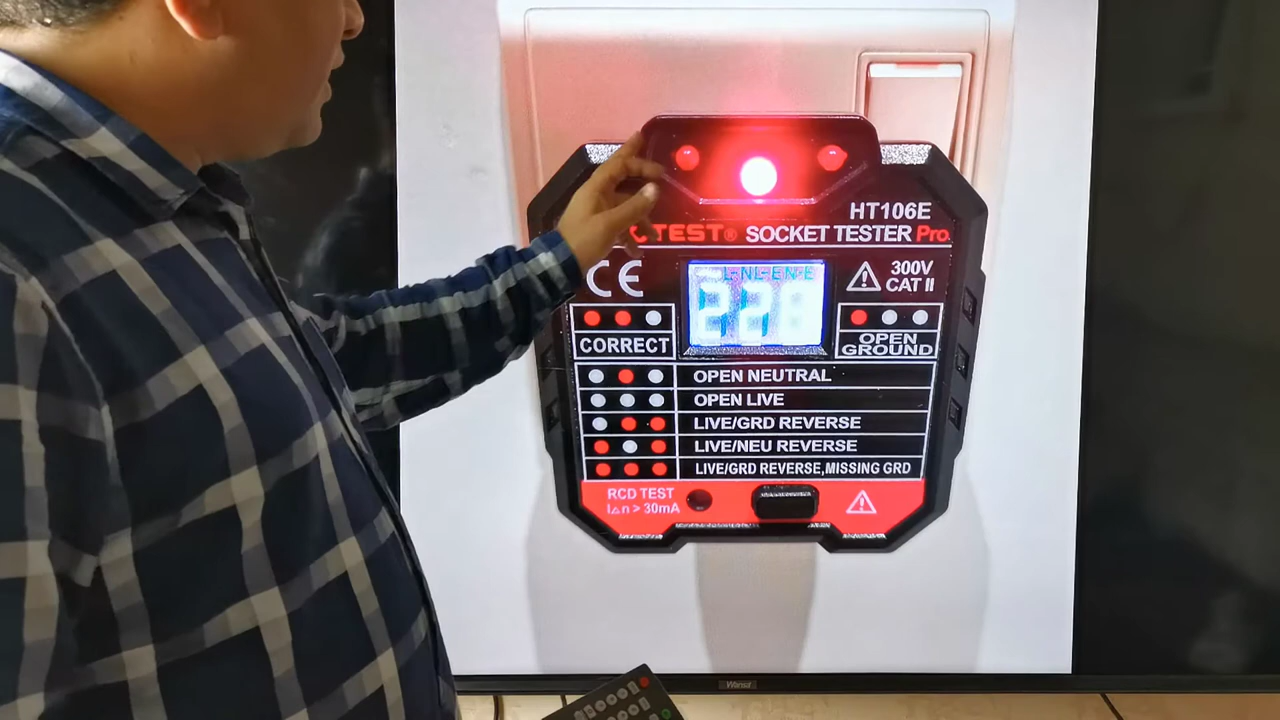 HT106E
TEST® SOCKET TESTER Pro.
CE
L-N L-E N-E
300V
CAT II
CORRECT
OPEN
GROUND
OPEN NEUTRAL
OPEN LIVE
LIVE/GRD REVERSE
LIVE/NEU REVERSE
LIVE/GRD REVERSE,MISSING GRD
RCD TEST
I△n > 30mA
Wansa